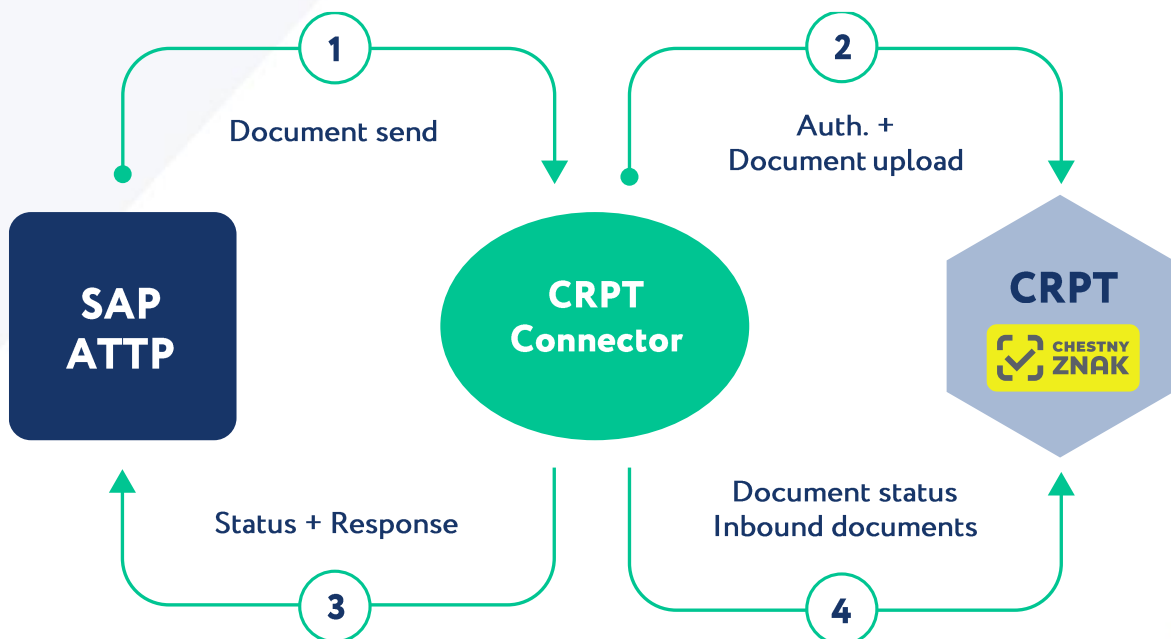 1
2
Document send
Auth. +
Document upload
SAP
ATTP
CRPT
Connector
CRPT
CHESTNY
ZNAK
Status + Response
Document status
Inbound documents
3
4